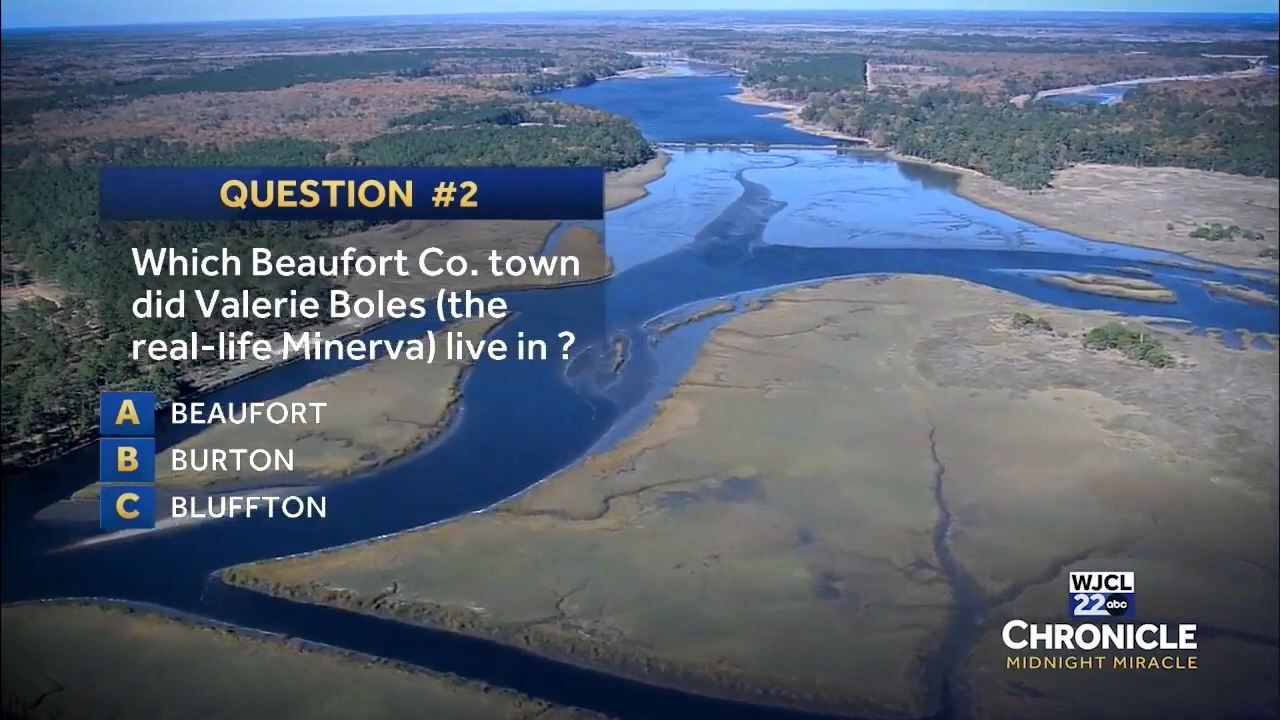 QUESTION #2
Which Beaufort Co. town
did Valerie Boles (the
real-life Minerva) live in ?
A BEAUFORT
B BURTON
C BLUFFTON
WJCL
22 abc
CHRONICLE
MIDNIGHT MIRACLE